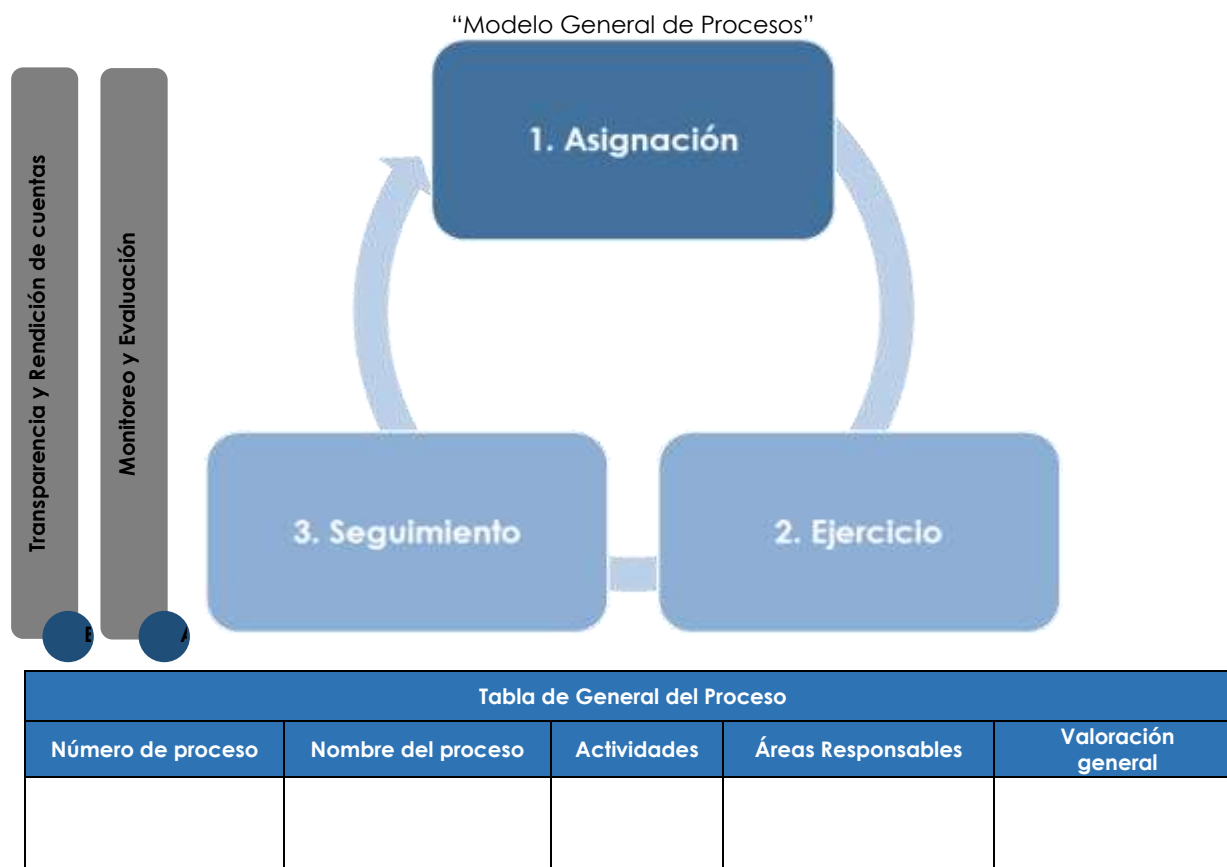 “Modelo General de Procesos”
1. Asignación
Transparencia y Rendición de cuentas
Monitoreo y Evaluación
3. Seguimiento
2. Ejercicio
Tabla de General del Proceso
Número de proceso
Nombre del proceso
Actividades
Áreas Responsables
Valoración
general